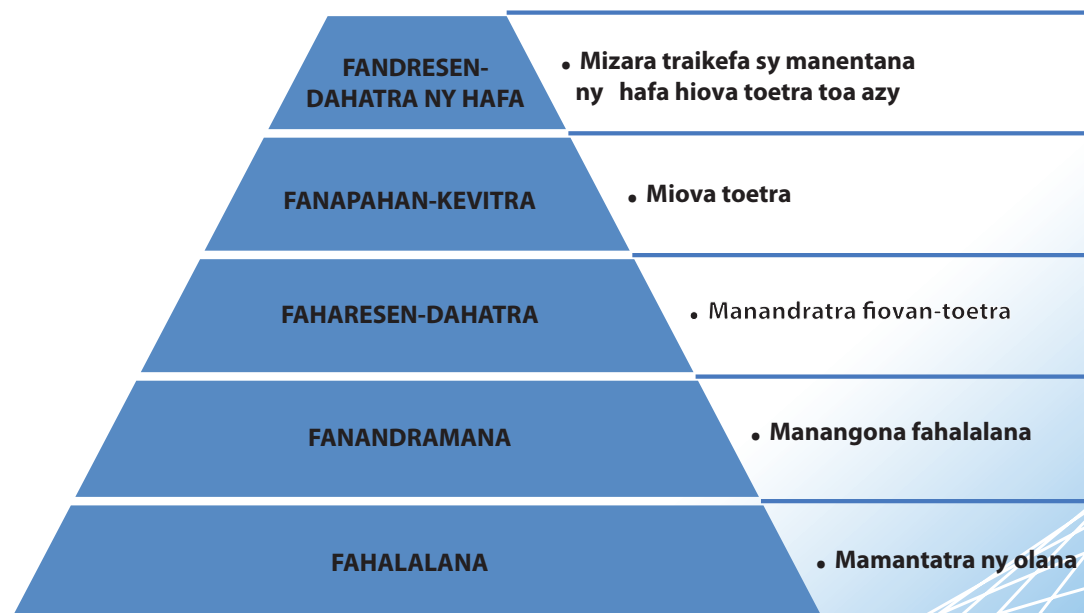 FANDRESEN-
DAHATRA NY HAFA
• Mizara traikefa sy manentana
ny hafa hiova toetra toa azy
FANAPAHAN-KEVITRA
• Miova toetra
FAHARESEN-DAHATRA
• Manandratra fiovan-toetra
FANANDRAMANA
• Manangona fahalalana
FAHALALANA
• Mamantatra ny olana